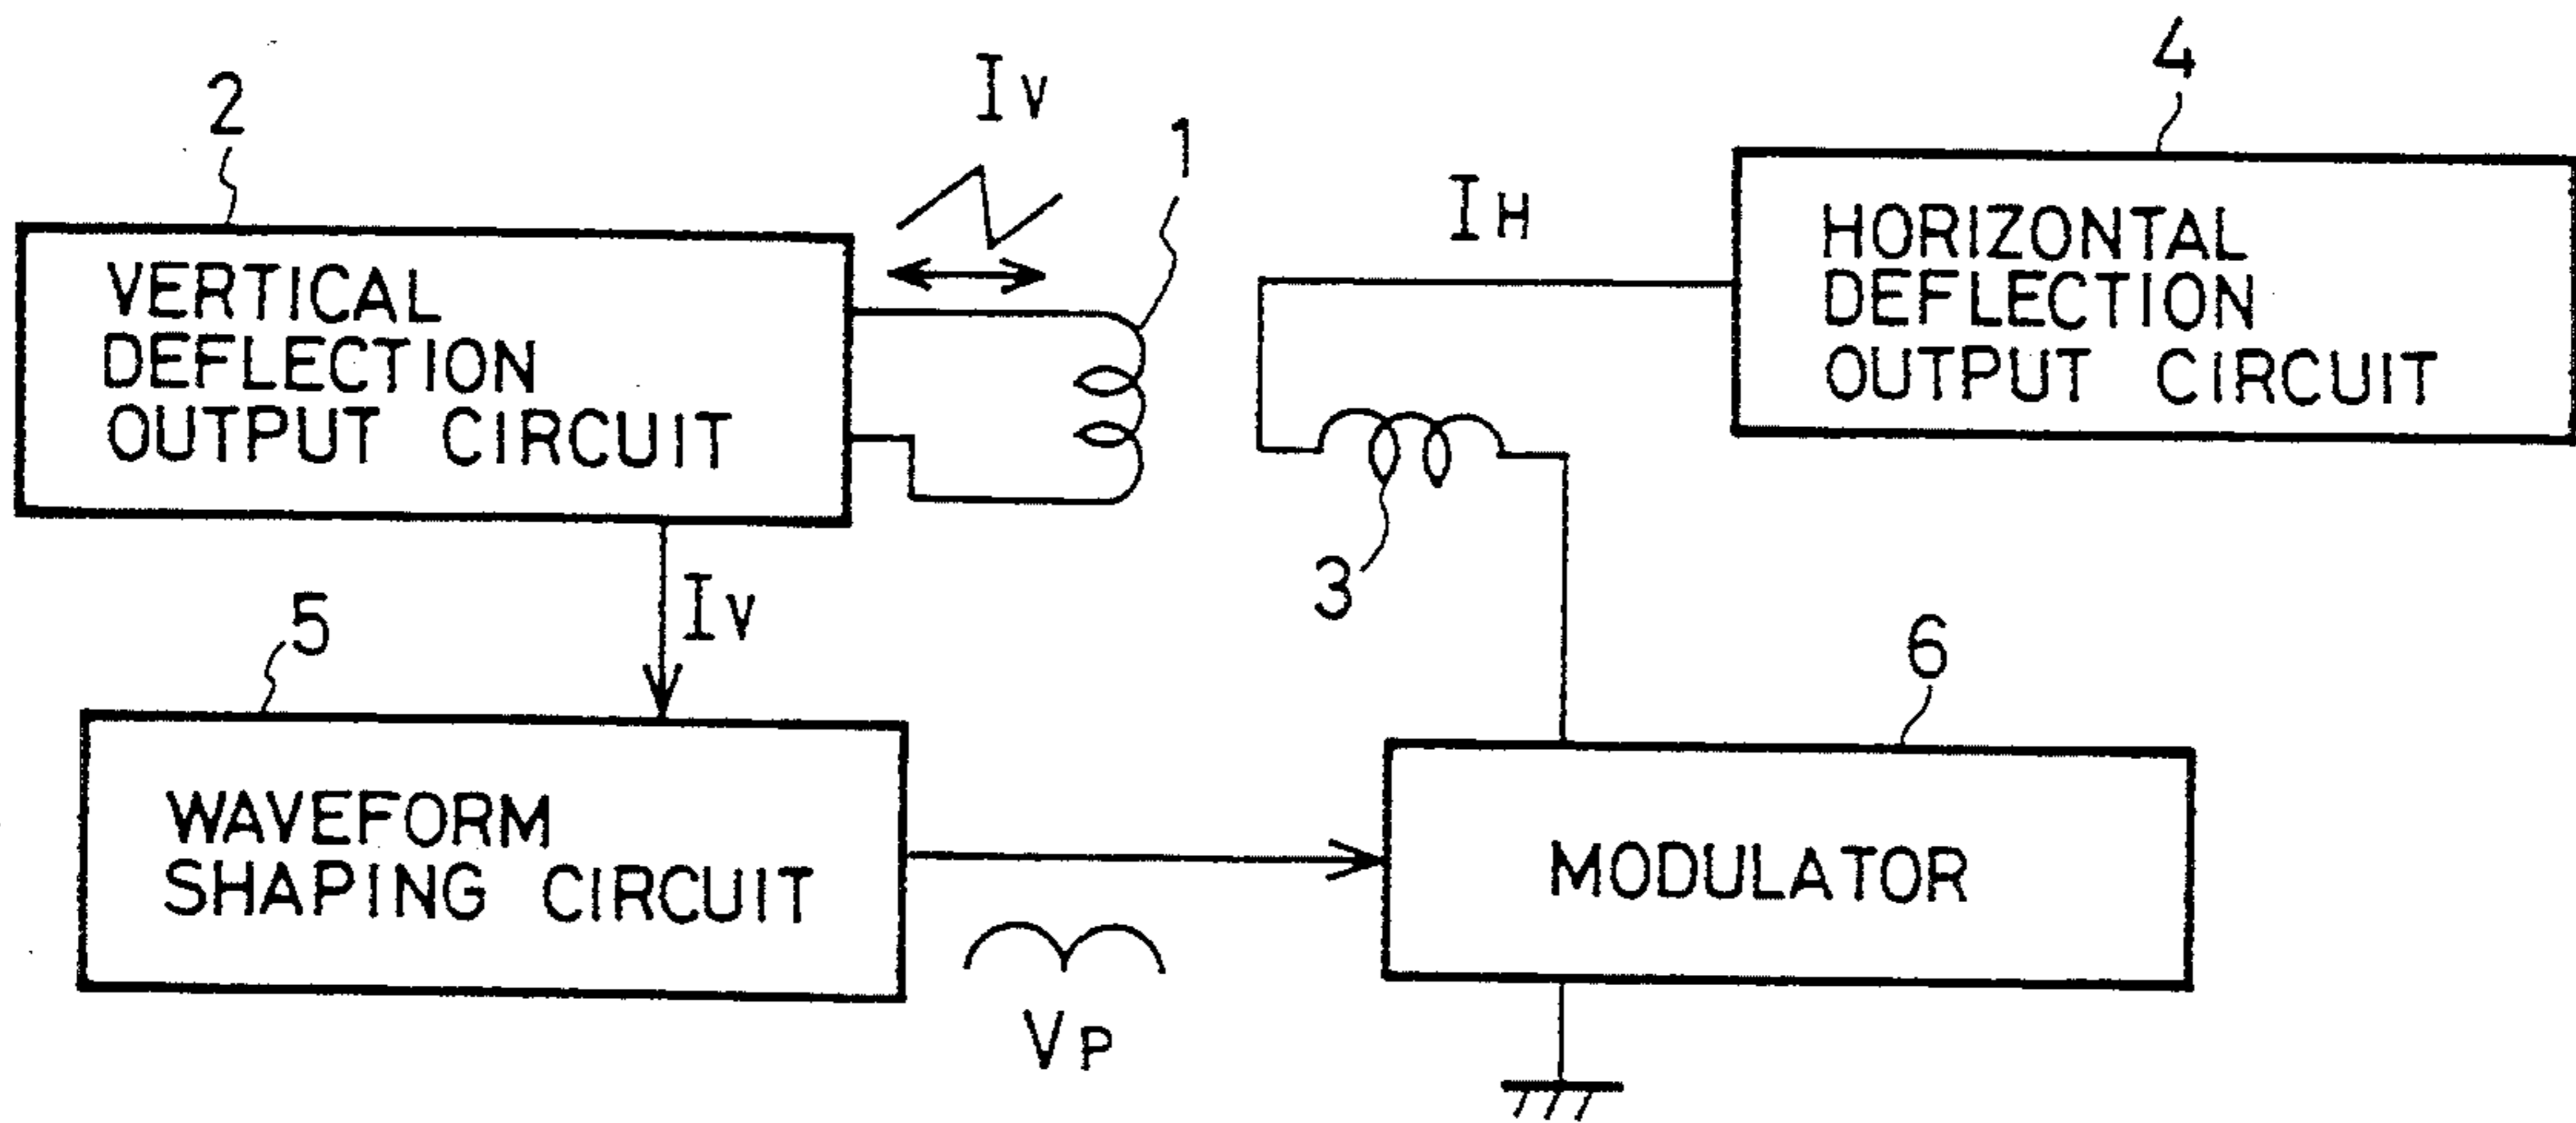 2
IV
1
4
VERTICAL
DEFLECTION
OUTPUT CIRCUIT
IH
HORIZONTAL
DEFLECTION
OUTPUT CIRCUIT
3
IV
5
6
WAVEFORM
SHAPING CIRCUIT
MODULATOR
VP